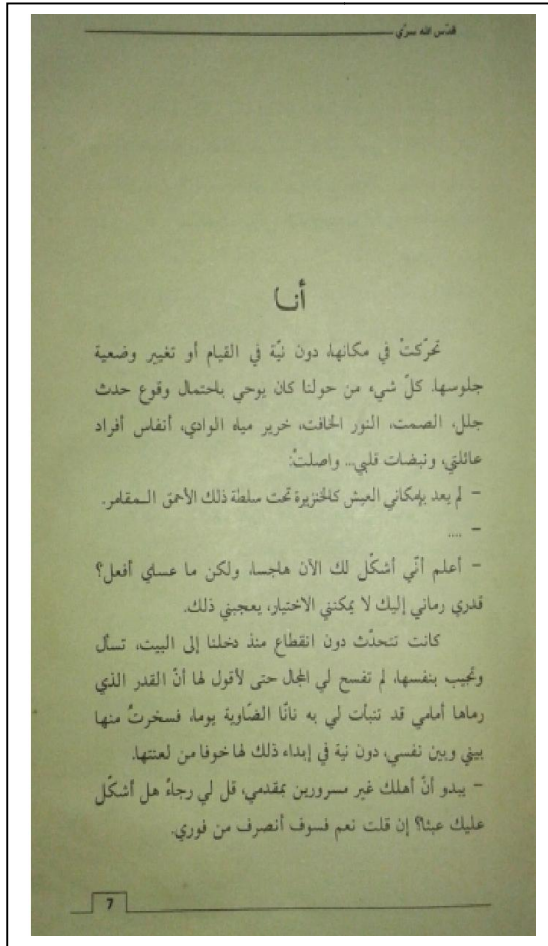 قدّس الله سرّي
أنا
تحرّكتْ في مكانها، دون نيّة في القيام أو تغيير وضعية
جلوسها. كلّ شيء من حولنا كان يوحي باحتمال وقوع حدث
جلل، الصمت، النور الخافت، خرير مياه الوادي، أنفاس أفراد
عائلتي، ونبضات قلبي... واصلتْ:
– لم يعد بإمكاني العيش كالخنزيرة تحت سلطة ذلك الأحمق المقامر.
– ....
– أعلم أنّي أشكّل لك الآن هاجسا، ولكن ما عساي أفعل؟
قدري رماني إليك لا يمكنني الاختيار، يعجبني ذلك.
كانت تتحدّث دون انقطاع منذ دخلنا إلى البيت، تسأل
وتجيب بنفسها، لم تفسح لي المجال حتى لأقول لها أنّ القدر الذي
رماها أمامي قد تنبأت لي به نانّا الضّاوية يوما، فسخرتُ منها
بيني وبين نفسي، دون نية في إبداء ذلك لها خوفا من لعنتها.
– يبدو أنّ أهلك غير مسرورين بمقدمي، قل لي رجاءً هل أشكّل
عليك عبئا؟ إن قلت نعم فسوف أنصرف من فوري.
7